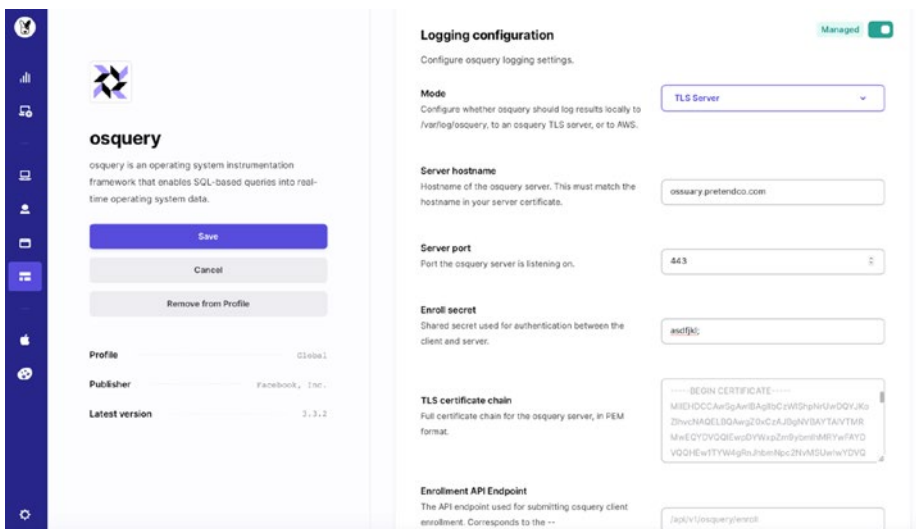 osquery
osquery is an operating system instrumentation
framework that enables SQL-based queries into real-
time operating system data.
Save
Cancel
Remove from Profile
Profile
Global
Publisher
Facebook, Inc.
Latest version
3.3.2
Logging configuration
Managed
Configure osquery logging settings.
Mode
Configure whether osquery should log results locally to
/var/log/osquery, to an osquery TLS server, or to AWS.
TLS Server
Server hostname
Hostname of the osquery server. This must match the
hostname in your server certificate.
ossuary.pretendco.com
Server port
Port the osquery server is listening on.
443
Enroll secret
Shared secret used for authentication between the
client and server.
asdfjkl;
TLS certificate chain
Full certificate chain for the osquery server, in PEM
format.
-----BEGIN CERTIFICATE-----
Enrollment API Endpoint
The API endpoint used for submitting osquery client
enrollment. Corresponds to the --
/api/v1/osquery/enroll